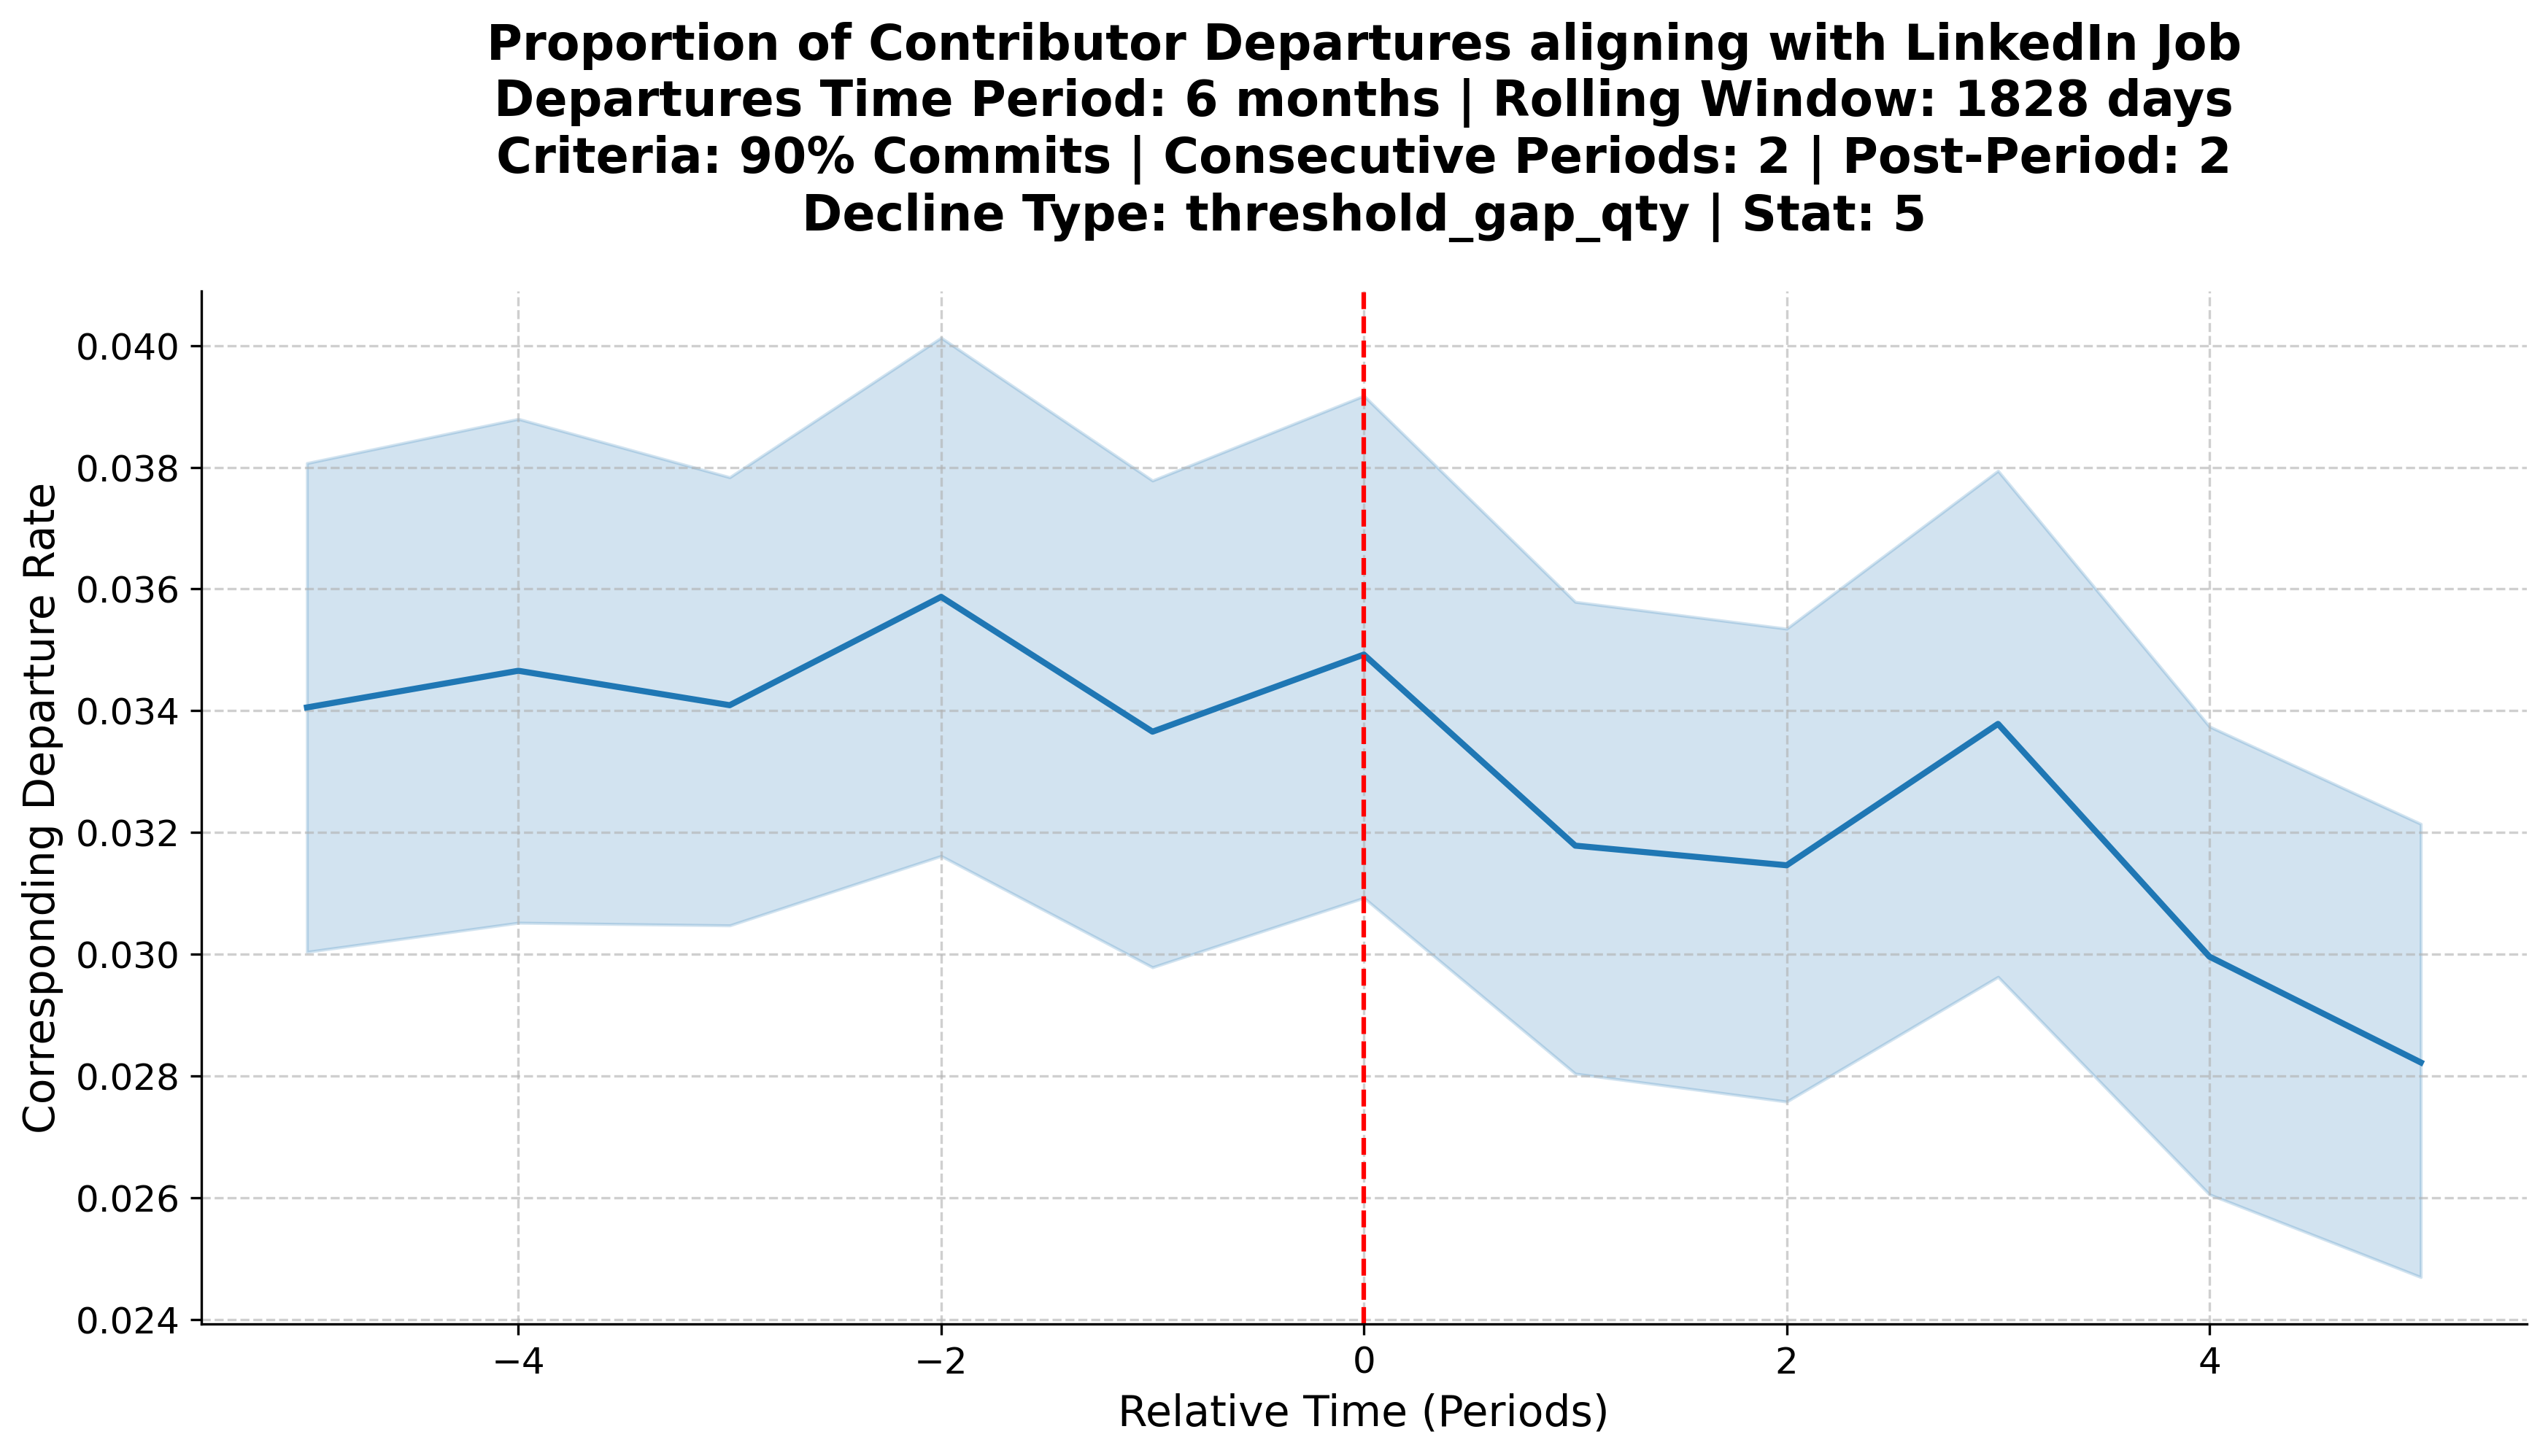 Proportion of Contributor Departures aligning with LinkedIn Job
Departures Time Period: 6 months | Rolling Window: 1828 days
Criteria: 90% Commits | Consecutive Periods: 2 | Post-Period: 2
Decline Type: threshold_gap_qty | Stat: 5
Corresponding Departure Rate
0.040
0.038
0.036
0.034
0.032
0.030
0.028
0.026
0.024
−4 −2 0 2 4
Relative Time (Periods)